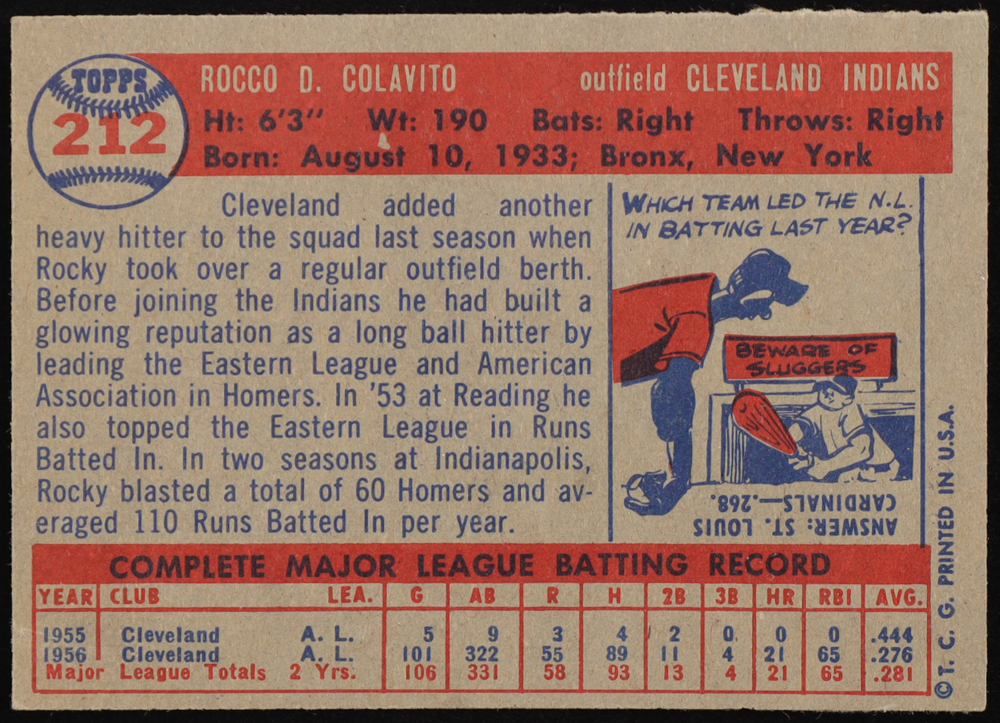 TOPPS
212
ROCCO D. COLAVITO outfield CLEVELAND INDIANS
Ht: 6'3" Wt: 190 Bats: Right Throws: Right
Born: August 10, 1933; Bronx, New York
Cleveland added another
heavy hitter to the squad last season when
Rocky took over a regular outfield berth.
Before joining the Indians he had built a
glowing reputation as a long ball hitter by
leading the Eastern League and American
Association in Homers. In '53 at Reading he
also topped the Eastern League in Runs
Batted In. In two seasons at Indianapolis,
Rocky blasted a total of 60 Homers and av-
eraged 110 Runs Batted In per year.
WHICH TEAM LED THE N.L.
IN BATTING LAST YEAR?
BEWARE OF
SLUGGERS
ANSWER: ST. LOUIS
CARDINALS—.268.
COMPLETE MAJOR LEAGUE BATTING RECORD
YEAR CLUB LEA. G AB R H 2B 3B HR RBI AVG.
1955 Cleveland A. L. 5 9 3 4 2 0 0 0 .444
1956 Cleveland A. L. 101 322 55 89 11 4 21 65 .276
Major League Totals 2 Yrs. 106 331 58 93 13 4 21 65 .281
© T. C. G. PRINTED IN U.S.A.